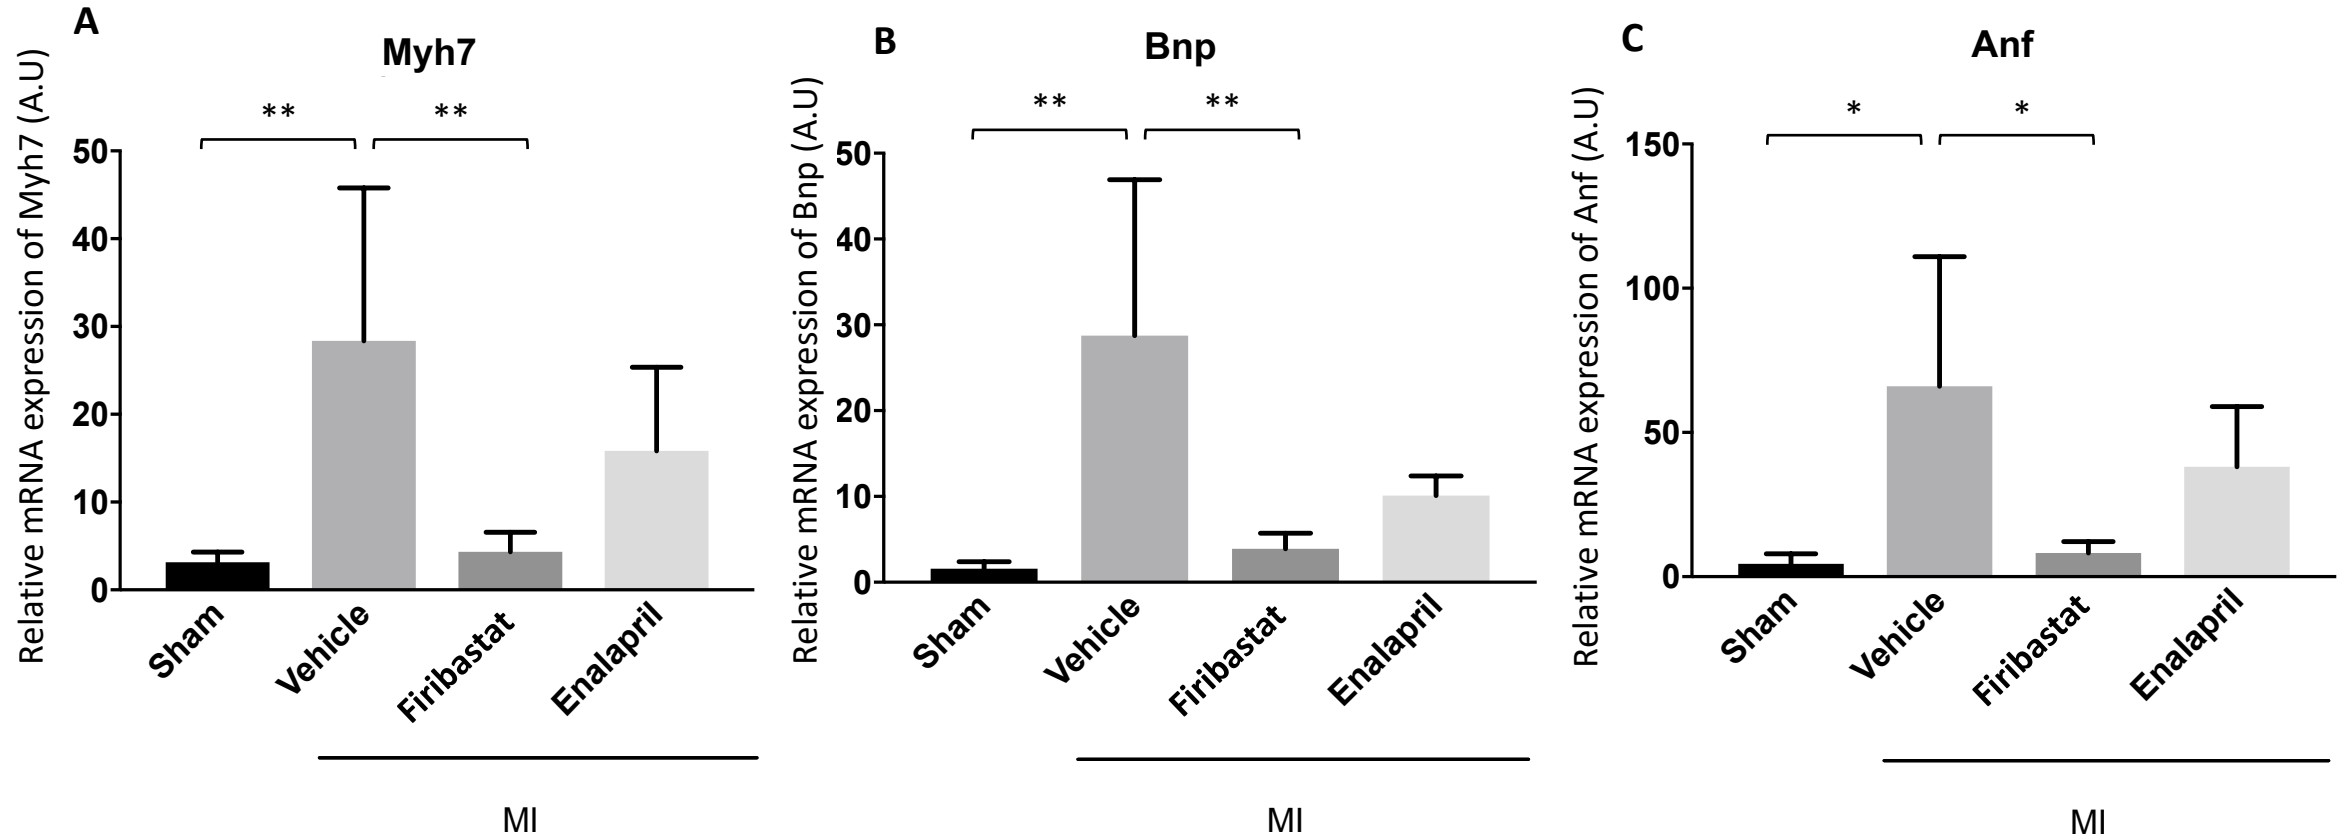 A
Myh7
Relative mRNA expression of Myh7 (A.U)
** **
50
40
30
20
10
0
Sham
Vehicle
Firibastat
Enalapril
MI
B
Bnp
Relative mRNA expression of Bnp (A.U)
** **
50
40
30
20
10
0
Sham
Vehicle
Firibastat
Enalapril
MI
C
Anf
Relative mRNA expression of Anf (A.U)
* *
150
100
50
0
Sham
Vehicle
Firibastat
Enalapril
MI